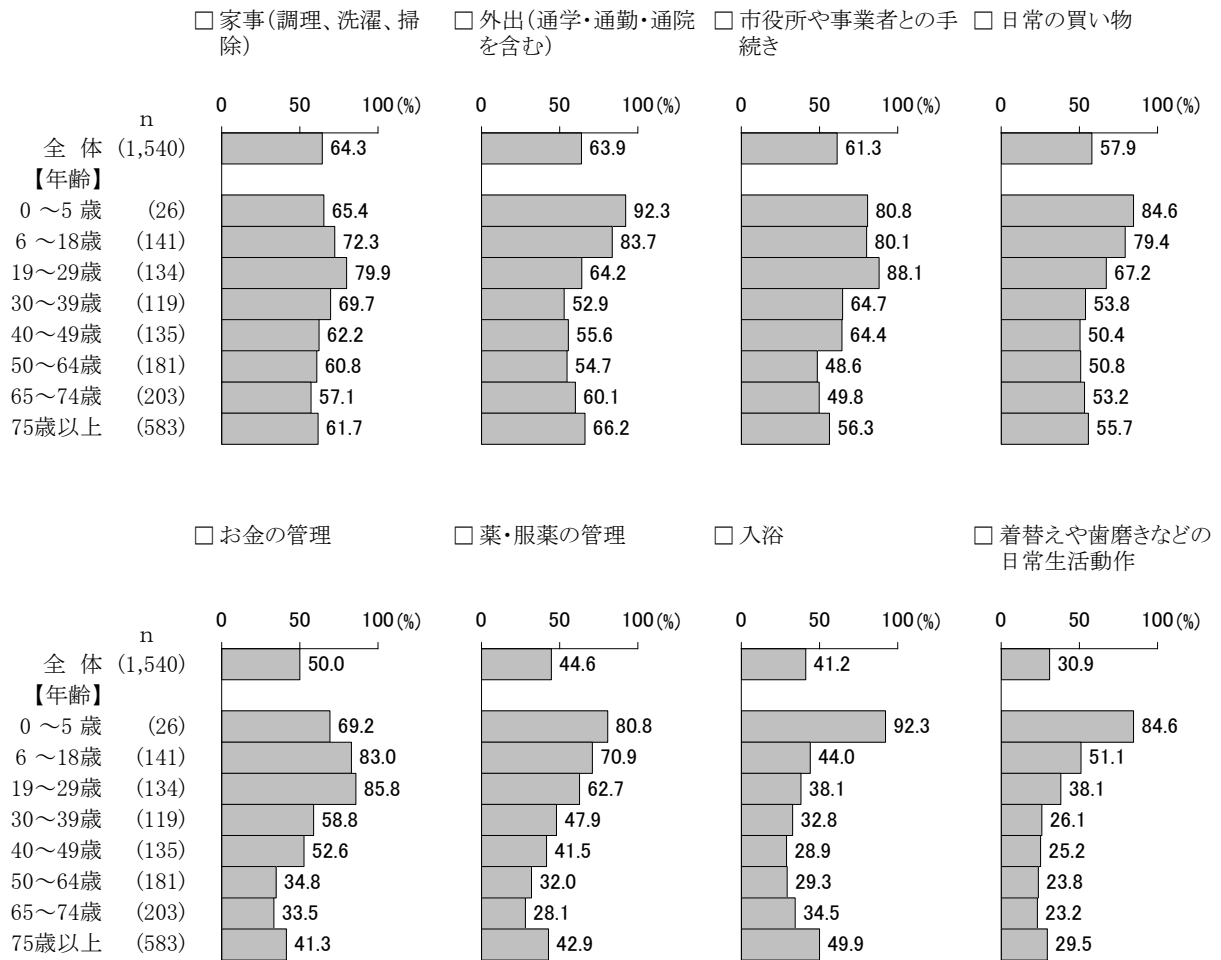 □ 家事(調理、洗濯、掃 □ 外出(通学・通勤・通院 □ 市役所や事業者との手 □ 日常の買い物
除) を含む) 続き
0 50 100(%) 0 50 100(%) 0 50 100(%) 0 50 100(%)
n
全 体 (1,540) 64.3 63.9 61.3 57.9
【年齢】
0 ～5 歳 (26) 65.4 92.3 80.8 84.6
6 ～18歳 (141) 72.3 83.7 80.1 79.4
19～29歳 (134) 79.9 64.2 88.1 67.2
30～39歳 (119) 69.7 52.9 64.7 53.8
40～49歳 (135) 62.2 55.6 64.4 50.4
50～64歳 (181) 60.8 54.7 48.6 50.8
65～74歳 (203) 57.1 60.1 49.8 53.2
75歳以上 (583) 61.7 66.2 56.3 55.7
□ お金の管理 □ 薬・服薬の管理 □ 入浴 □ 着替えや歯磨きなどの
日常生活動作
0 50 100(%) 0 50 100(%) 0 50 100(%) 0 50 100(%)
n
全 体 (1,540) 50.0 44.6 41.2 30.9
【年齢】
0 ～5 歳 (26) 69.2 80.8 92.3 84.6
6 ～18歳 (141) 83.0 70.9 44.0 51.1
19～29歳 (134) 85.8 62.7 38.1 38.1
30～39歳 (119) 58.8 47.9 32.8 26.1
40～49歳 (135) 52.6 41.5 28.9 25.2
50～64歳 (181) 34.8 32.0 29.3 23.8
65～74歳 (203) 33.5 28.1 34.5 23.2
75歳以上 (583) 41.3 42.9 49.9 29.5